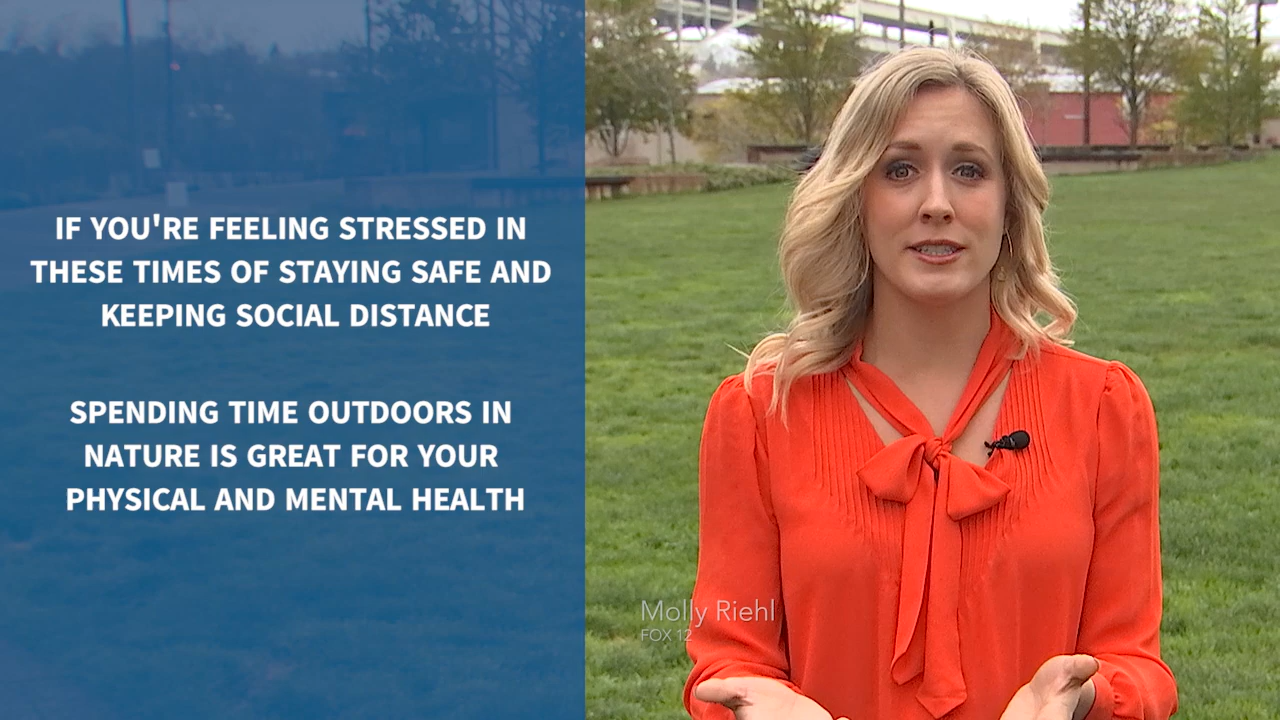 IF YOU'RE FEELING STRESSED IN
THESE TIMES OF STAYING SAFE AND
KEEPING SOCIAL DISTANCE
SPENDING TIME OUTDOORS IN
NATURE IS GREAT FOR YOUR
PHYSICAL AND MENTAL HEALTH
Molly Riehl
FOX 12